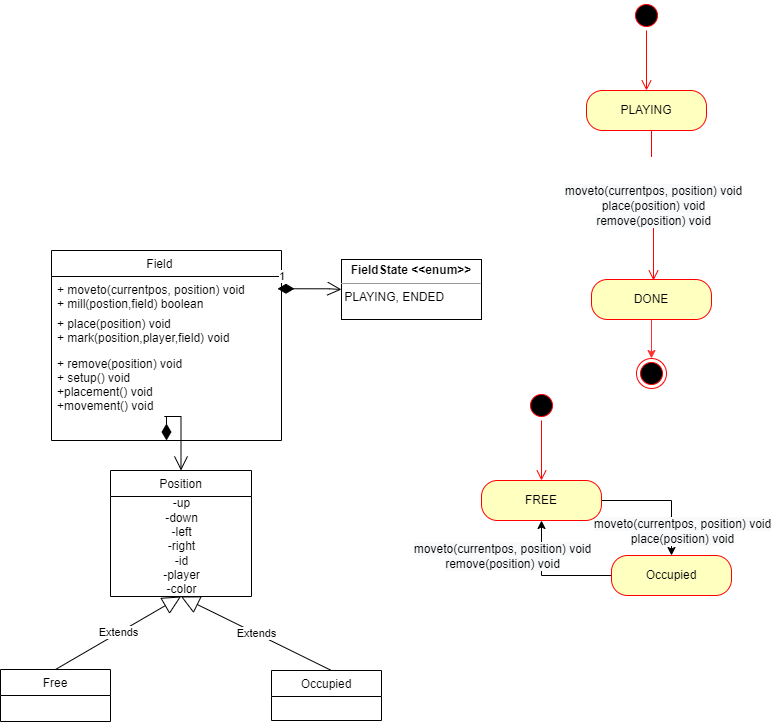 PLAYING
moveto(currentpos, position) void
place(position) void
remove(position) void
DONE
Field
+ moveto(currentpos, position) void
+ mill(postion,field) boolean
+ place(position) void
+ mark(position,player,field) void
+ remove(position) void
+ setup() void
+placement() void
+movement() void
1
FieldState <<enum>>
PLAYING, ENDED
Position
-up
-down
-left
-right
-id
-player
-color
Extends
Extends
Free
Occupied
FREE
moveto(currentpos, position) void
place(position) void
moveto(currentpos, position) void
remove(position) void
Occupied